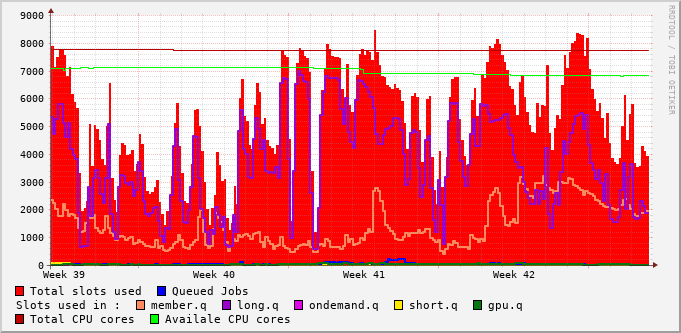 9000
8000
7000
6000
5000
4000
3000
2000
1000
0
Week 39 Week 40 Week 41 Week 42
RRDTOOL / TOBI OETIKER
Total slots used Queued Jobs
Slots used in : member.q long.q ondemand.q short.q gpu.q
Total CPU cores Availale CPU cores